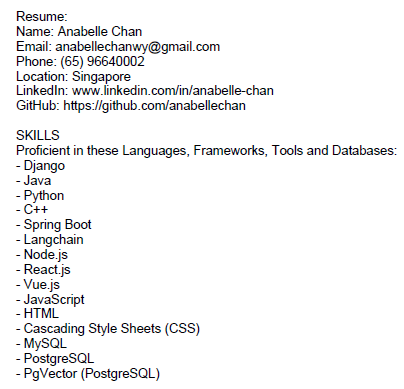 Resume:
Name: Anabelle Chan
Email: anabellechanwy@gmail.com
Phone: (65) 96640002
Location: Singapore
LinkedIn: www.linkedin.com/in/anabelle-chan
GitHub: https://github.com/anabellechan
SKILLS
Proficient in these Languages, Frameworks, Tools and Databases:
- Django
- Java
- Python
- C++
- Spring Boot
- Langchain
- Node.js
- React.js
- Vue.js
- JavaScript
- HTML
- Cascading Style Sheets (CSS)
- MySQL
- PostgreSQL
- PgVector (PostgreSQL)